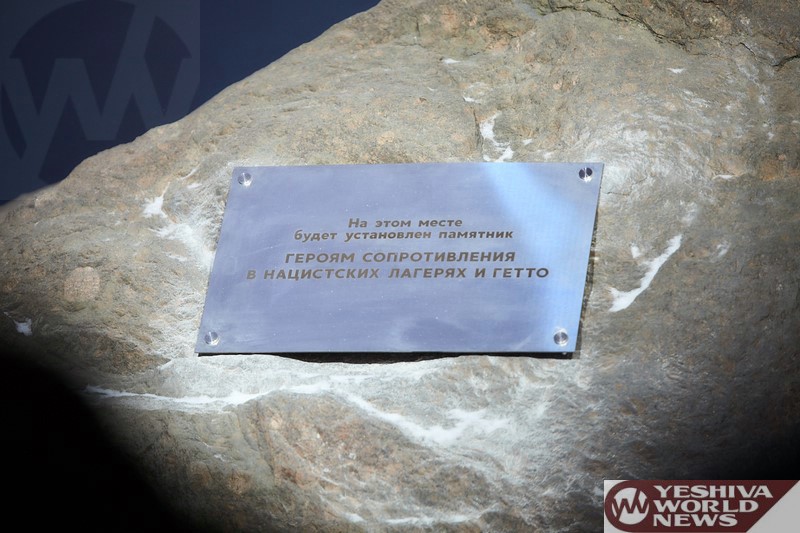 На этом месте
будет установлен памятник
ГЕРОЯМ СОПРОТИВЛЕНИЯ
В НАЦИСТСКИХ ЛАГЕРЯХ И ГЕТТО
YESHIVA
WORLD
NEWS